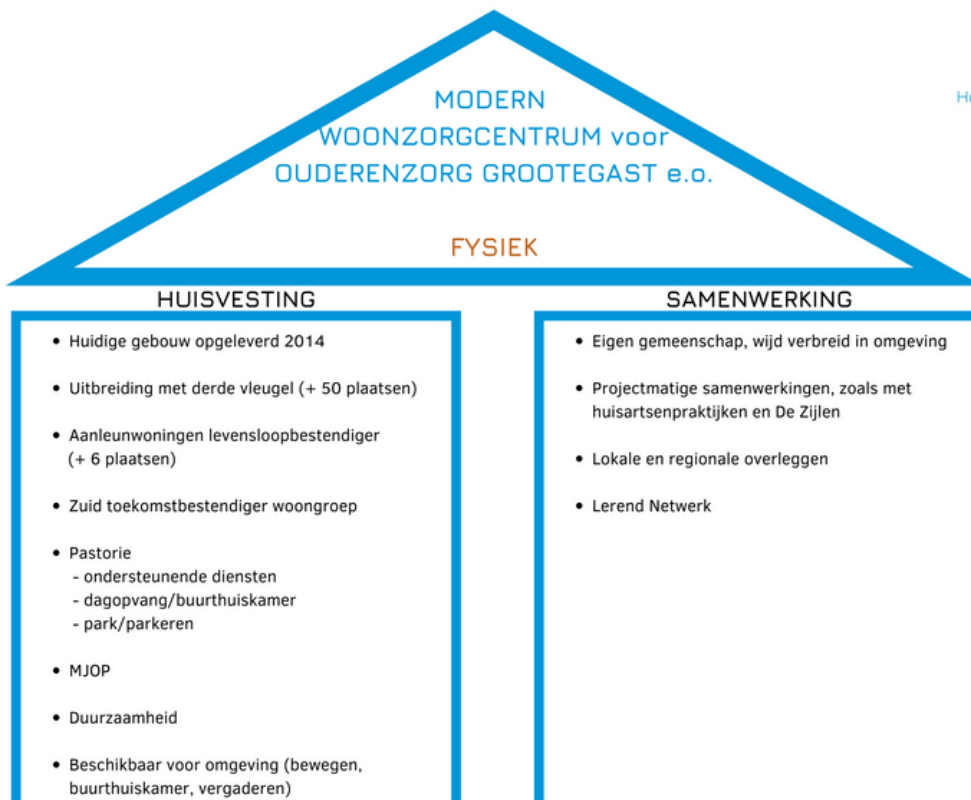 MODERN
WOONZORGCENTRUM voor
OUDERENZORG GROOTEGAST e.o.
FYSIEK
HUISVESTING
• Huidige gebouw opgeleverd 2014
• Uitbreiding met derde vleugel (+ 50 plaatsen)
• Aanleunwoningen levensloopbestendiger
(+ 6 plaatsen)
• Zuid toekomstbestendiger woongroep
• Pastorie
- ondersteunende diensten
- dagopvang/buurthuiskamer
- park/parkeren
• MJOP
• Duurzaamheid
• Beschikbaar voor omgeving (bewegen,
buurthuiskamer, vergaderen)
SAMENWERKING
• Eigen gemeenschap, wijd verbreid in omgeving
• Projectmatige samenwerkingen, zoals met
huisartsenpraktijken en De Zijlen
• Lokale en regionale overleggen
• Lerend Netwerk